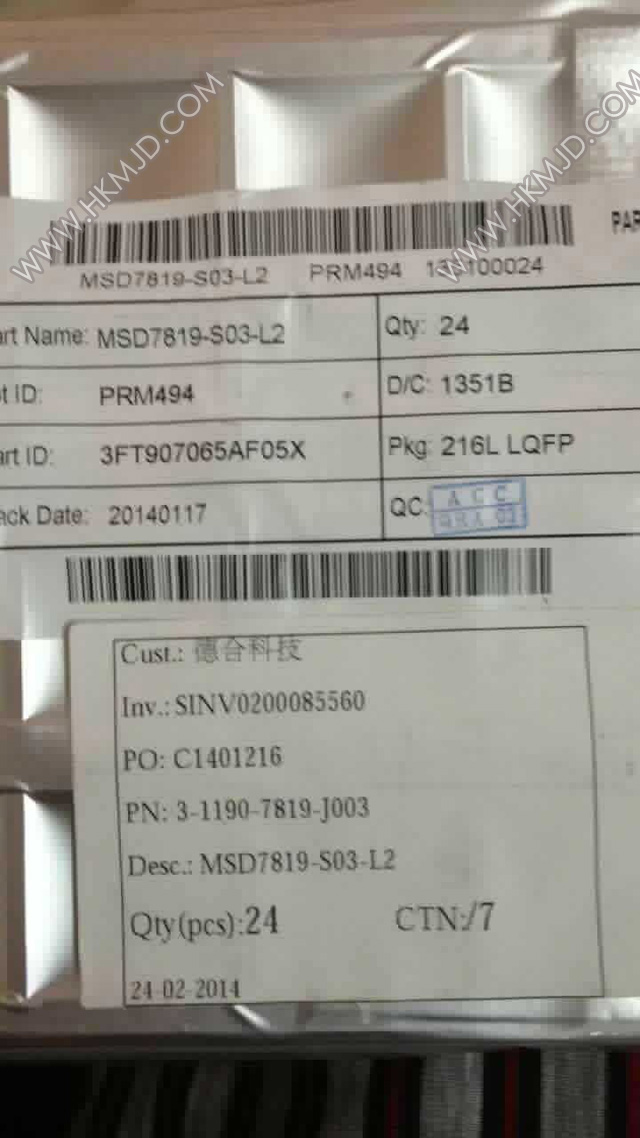 WWW.HKMJD.COM
WWW.HKMJD.COM
PAR
MSD7819-S03-L2 PRM494
art Name: MSD7819-S03-L2 Qty: 24
t ID: PRM494 D/C: 1351B
art ID: 3FT907065AF05X Pkg: 216L LQFP
ack Date: 20140117 QC:
ACC
Cust.: 德合科技
Inv.: SINV0200085560
PO: C1401216
PN: 3-1190-7819-J003
Desc.: MSD7819-S03-L2
Qty(pcs):24 CTN:/7
24-02-2014